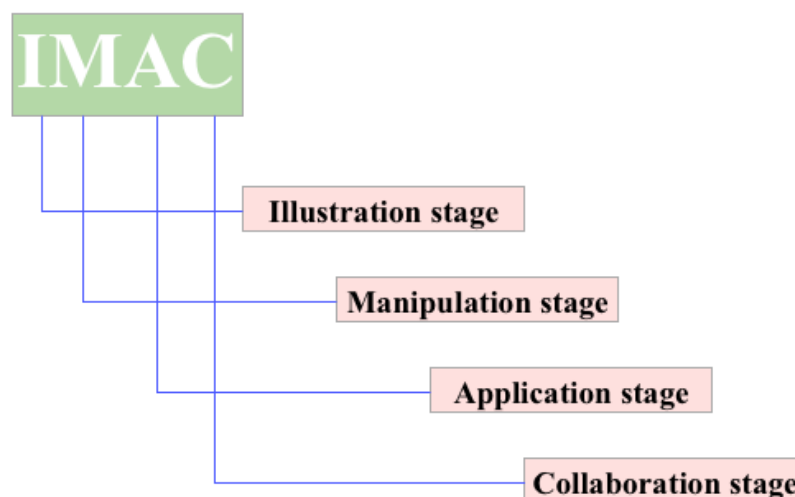 IMAC
Illustration stage
Manipulation stage
Application stage
Collaboration stage